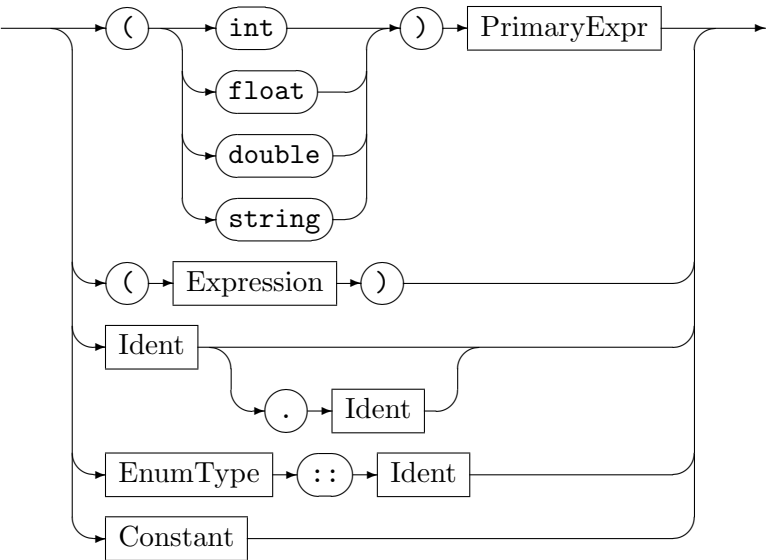 ( int ) PrimaryExpr
float
double
string
( Expression )
Ident
. Ident
EnumType :: Ident
Constant